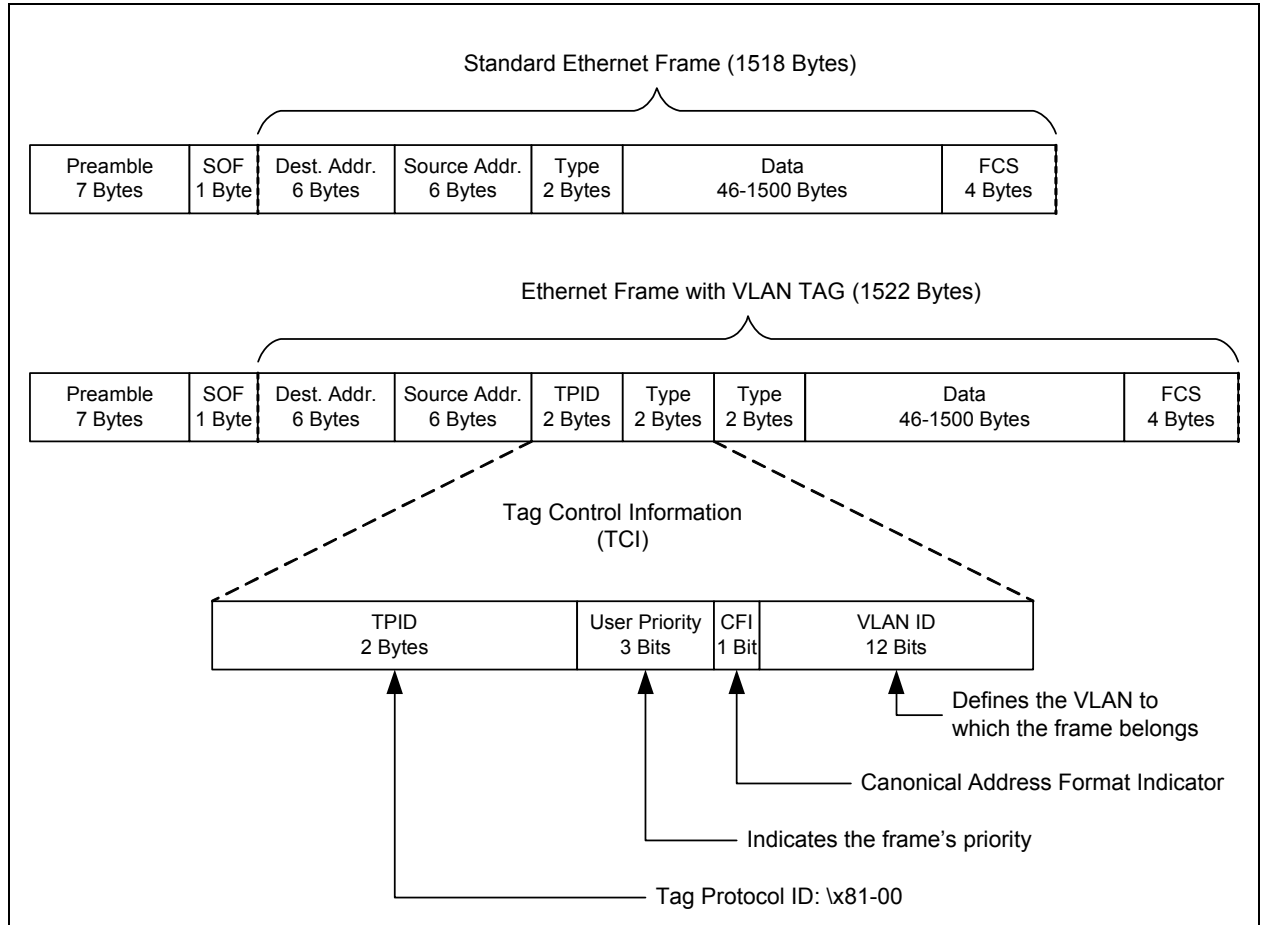 Standard Ethernet Frame (1518 Bytes)
Preamble
7 Bytes
SOF
1 Byte
Dest. Addr.
6 Bytes
Source Addr.
6 Bytes
Type
2 Bytes
Data
46-1500 Bytes
FCS
4 Bytes
Ethernet Frame with VLAN TAG (1522 Bytes)
Preamble
7 Bytes
SOF
1 Byte
Dest. Addr.
6 Bytes
Source Addr.
6 Bytes
TPID
2 Bytes
Type
2 Bytes
Type
2 Bytes
Data
46-1500 Bytes
FCS
4 Bytes
Tag Control Information
(TCI)
TPID
2 Bytes
User Priority
3 Bits
CFI
1 Bit
VLAN ID
12 Bits
Defines the VLAN to
which the frame belongs
Canonical Address Format Indicator
Indicates the frame’s priority
Tag Protocol ID: \x81-00